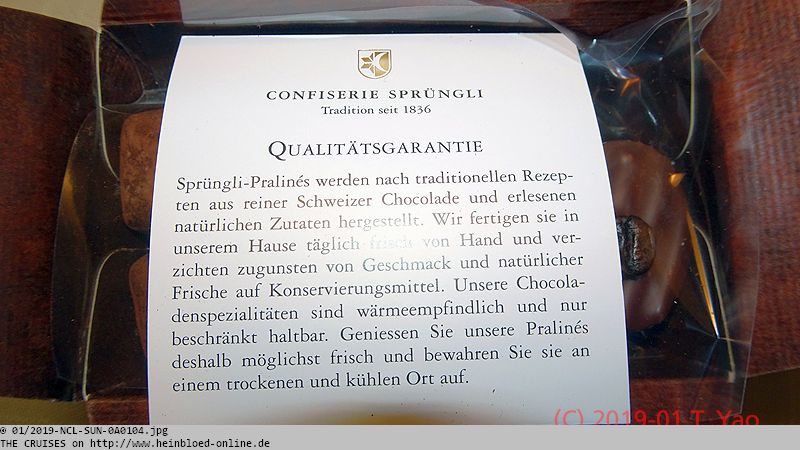 CONFISERIE SPRÜNGLI
Tradition seit 1836
QUALITÄTSGARANTIE
Sprüngli-Pralinés werden nach traditionellen Rezep-
ten aus reiner Schweizer Chocolade und erlesenen
natürlichen Zutaten hergestellt. Wir fertigen sie in
unserem Hause täglich frisch von Hand und ver-
zichten zugunsten von Geschmack und natürlicher
Frische auf Konservierungsmittel. Unsere Chocola-
denspezialitäten sind wärmeempfindlich und nur
beschränkt haltbar. Geniessen Sie unsere Pralinés
deshalb möglichst frisch und bewahren Sie sie an
einem trockenen und kühlen Ort auf.
(C) 2019-01 T. Yao
© 01/2019-NCL-SUN-0A0104.jpg
THE CRUISES on http://www.heinbloed-online.de